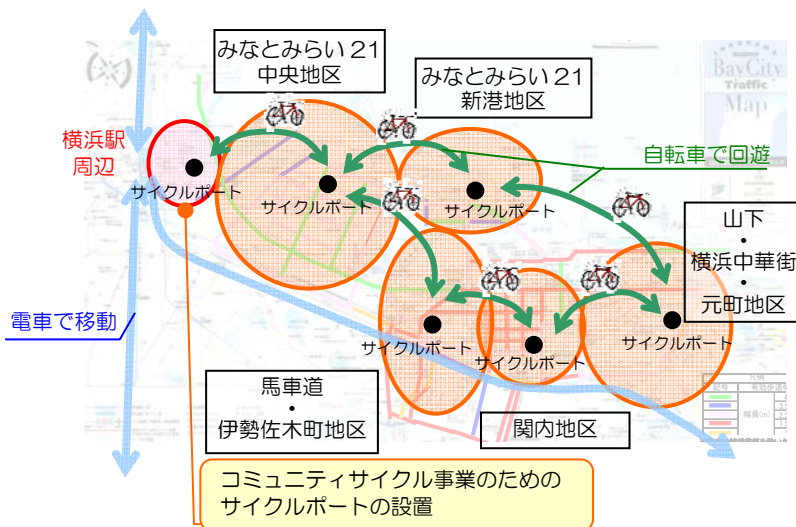 みなとみらい21
中央地区
みなとみらい21
新港地区
BayCity
Traffic
Map
横浜駅
周辺
自転車で回遊
サイクルポート
サイクルポート
サイクルポート
山下
・
横浜中華街
・
元町地区
電車で移動
サイクルポート
サイクルポート
サイクルポート
馬車道
・
伊勢佐木町地区
関内地区
凡例
記号
幅員(m)
コミュニティサイクル事業のための
サイクルポートの設置